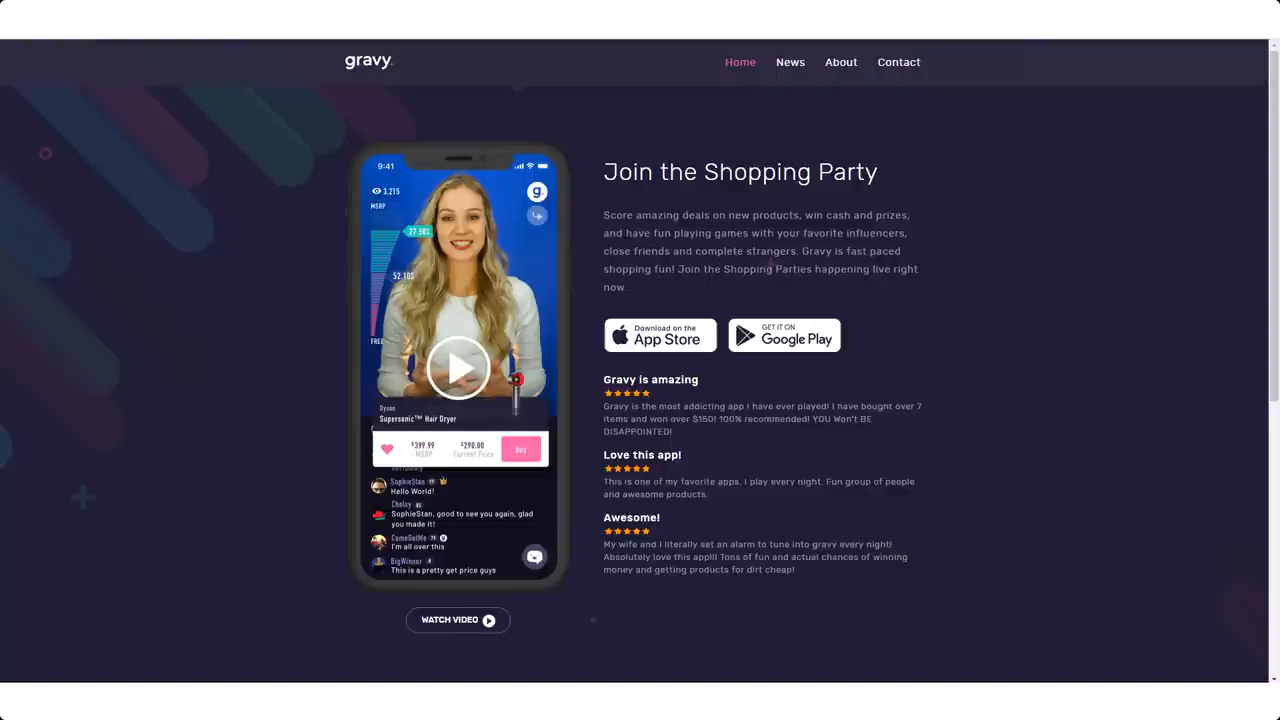 gravy.
Home News About Contact
9:41
3,215
MSRP
27.50%
52.10%
FREE
Dyson
Supersonic™ Hair Dryer
$399.99
MSRP
$290.00
Current Price
Buy
SophieStan
Hello World!
Chelsy
SophieStan, good to see you again, glad
you made it!
ComeGetMe
I'm all over this
BigWinner
This is a pretty get price guys
WATCH VIDEO
Join the Shopping Party
Score amazing deals on new products, win cash and prizes,
and have fun playing games with your favorite influencers,
close friends and complete strangers. Gravy is fast paced
shopping fun! Join the Shopping Parties happening live right
now.
Download on the
App Store
GET IT ON
Google Play
Gravy is amazing
Gravy is the most addicting app I have ever played! I have bought over 7
items and won over $150! 100% recommended! YOU Won't BE
DISAPPOINTED!
Love this app!
This is one of my favorite apps. I play every night. Fun group of people
and awesome products.
Awesome!
My wife and I literally set an alarm to tune into gravy every night!
Absolutely love this app!!! Tons of fun and actual chances of winning
money and getting products for dirt cheap!